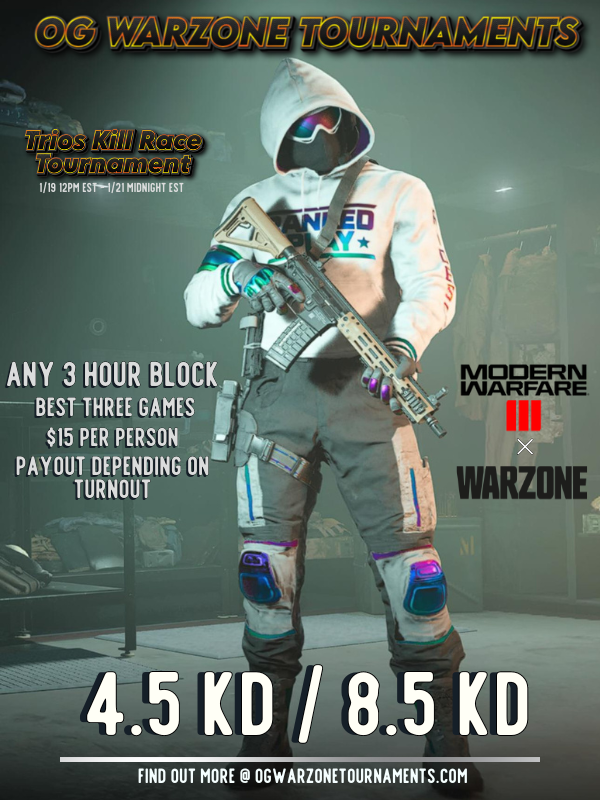 OG WARZONE TOURNAMENTS
Trios Kill Race
Tournament
1/19 12PM EST - 1/21 MIDNIGHT EST
RANKED
PLAY
ANY 3 HOUR BLOCK
BEST THREE GAMES
$15 PER PERSON
PAYOUT DEPENDING ON
TURNOUT
MODERN
WARFARE
III
X
WARZONE
4.5 KD / 8.5 KD
FIND OUT MORE @ OGWARZONETOURNAMENTS.COM